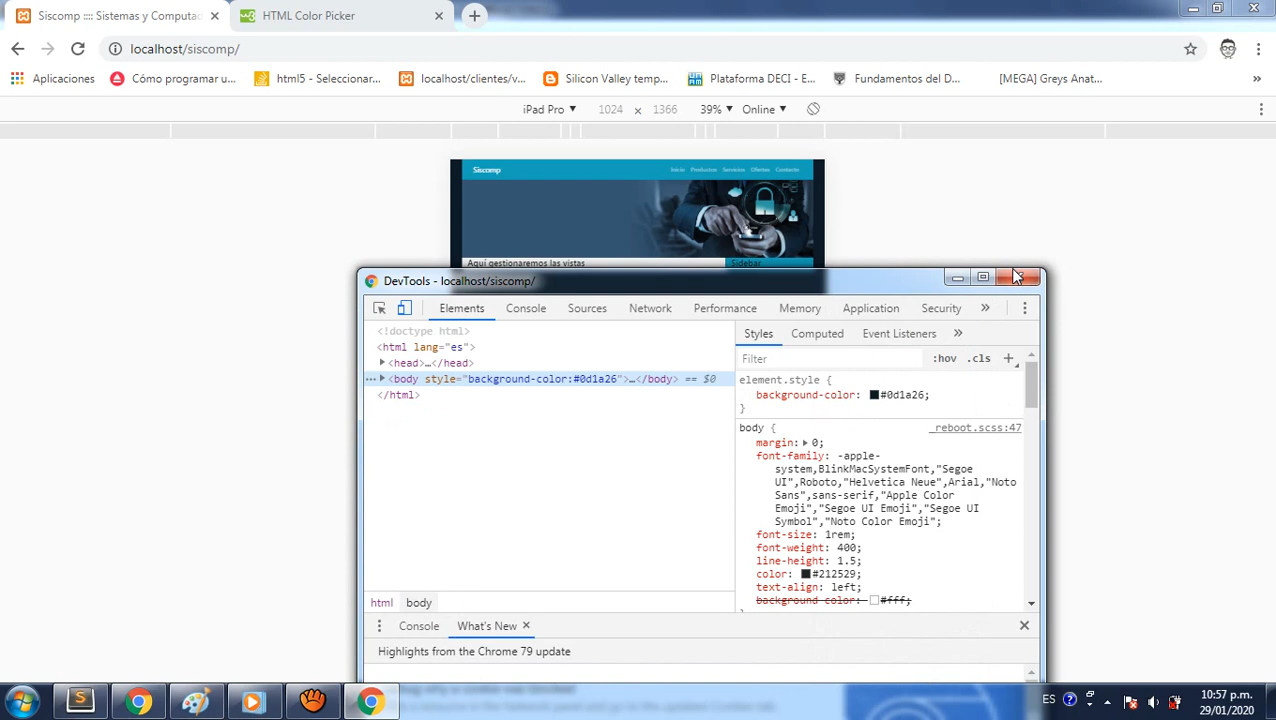 Siscomp :::: Sistemas y Computac
HTML Color Picker
localhost/siscomp/
Aplicaciones
Cómo programar u...
html5 - Seleccionar...
localhost/clientes/v...
Silicon Valley temp...
Plataforma DECI - E...
Fundamentos del D...
[MEGA] Greys Anat...
»
iPad Pro ▼ 1024 × 1366 39% ▼ Online ▼
Siscomp
Inicio Productos Servicios Ofertas Contacto
Aquí gestionaremos las vistas
Sidebar
DevTools - localhost/siscomp/
Elements Console Sources Network Performance Memory Application Security »
<!doctype html>
<html lang="es">
▶ <head>…</head>
••• ▶ <body style="background-color:#0d1a26">…</body> == $0
</html>
html body
Styles Computed Event Listeners »
Filter :hov .cls +
element.style {
background-color: #0d1a26;
}
body { _reboot.scss:47
margin: ▶ 0;
font-family: -apple-
system,BlinkMacSystemFont,"Segoe
UI",Roboto,"Helvetica Neue",Arial,"Noto
Sans",sans-serif,"Apple Color
Emoji","Segoe UI Emoji","Segoe UI
Symbol","Noto Color Emoji";
font-size: 1rem;
font-weight: 400;
line-height: 1.5;
color: #212529;
text-align: left;
background-color: #fff;
Console What's New ×
Highlights from the Chrome 79 update
ES
10:57 p.m.
29/01/2020